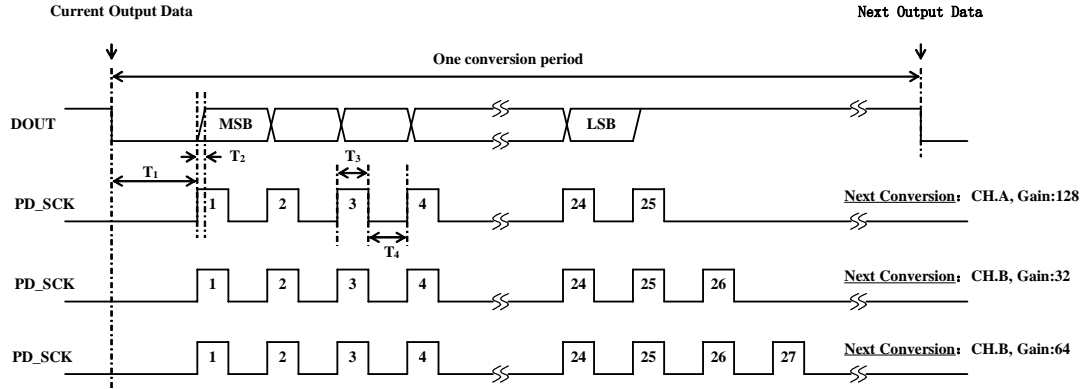 Current Output Data
Next Output Data
One conversion period
DOUT
MSB
LSB
T2
T3
T1
PD_SCK
1 2 3 4 24 25
Next Conversion：CH.A, Gain:128
T4
PD_SCK
1 2 3 4 24 25 26
Next Conversion：CH.B, Gain:32
PD_SCK
1 2 3 4 24 25 26 27
Next Conversion：CH.B, Gain:64